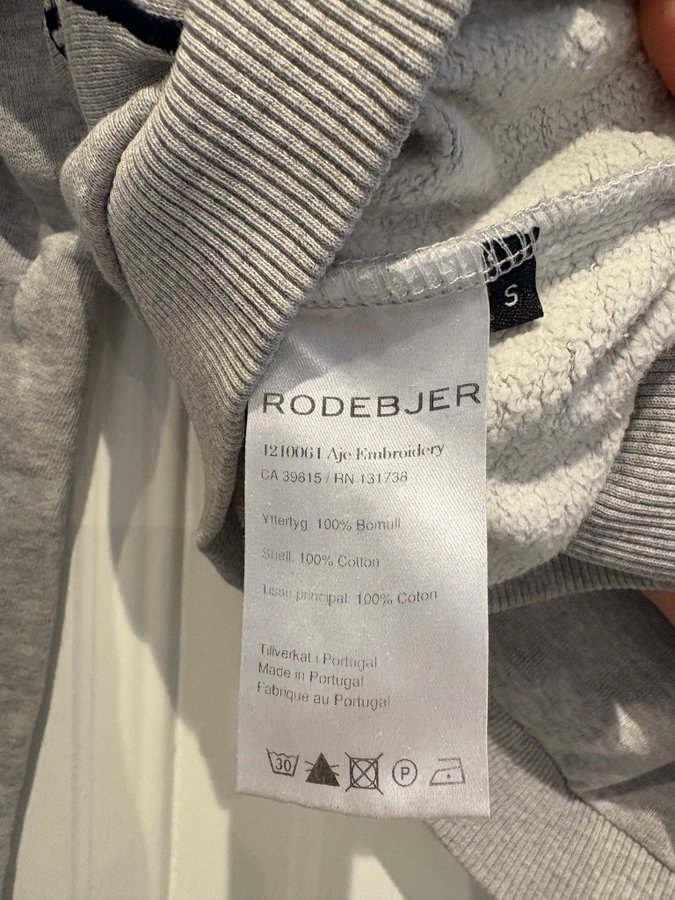 S
RODEBJER
1210061 Aje Embroidery
CA 39815 / RN 131738
Yttertyg: 100% Bomull
Shell: 100% Cotton
Tissu principal: 100% Coton
Tillverkat i Portugal
Made in Portugal
Fabrique au Portugal
30
P